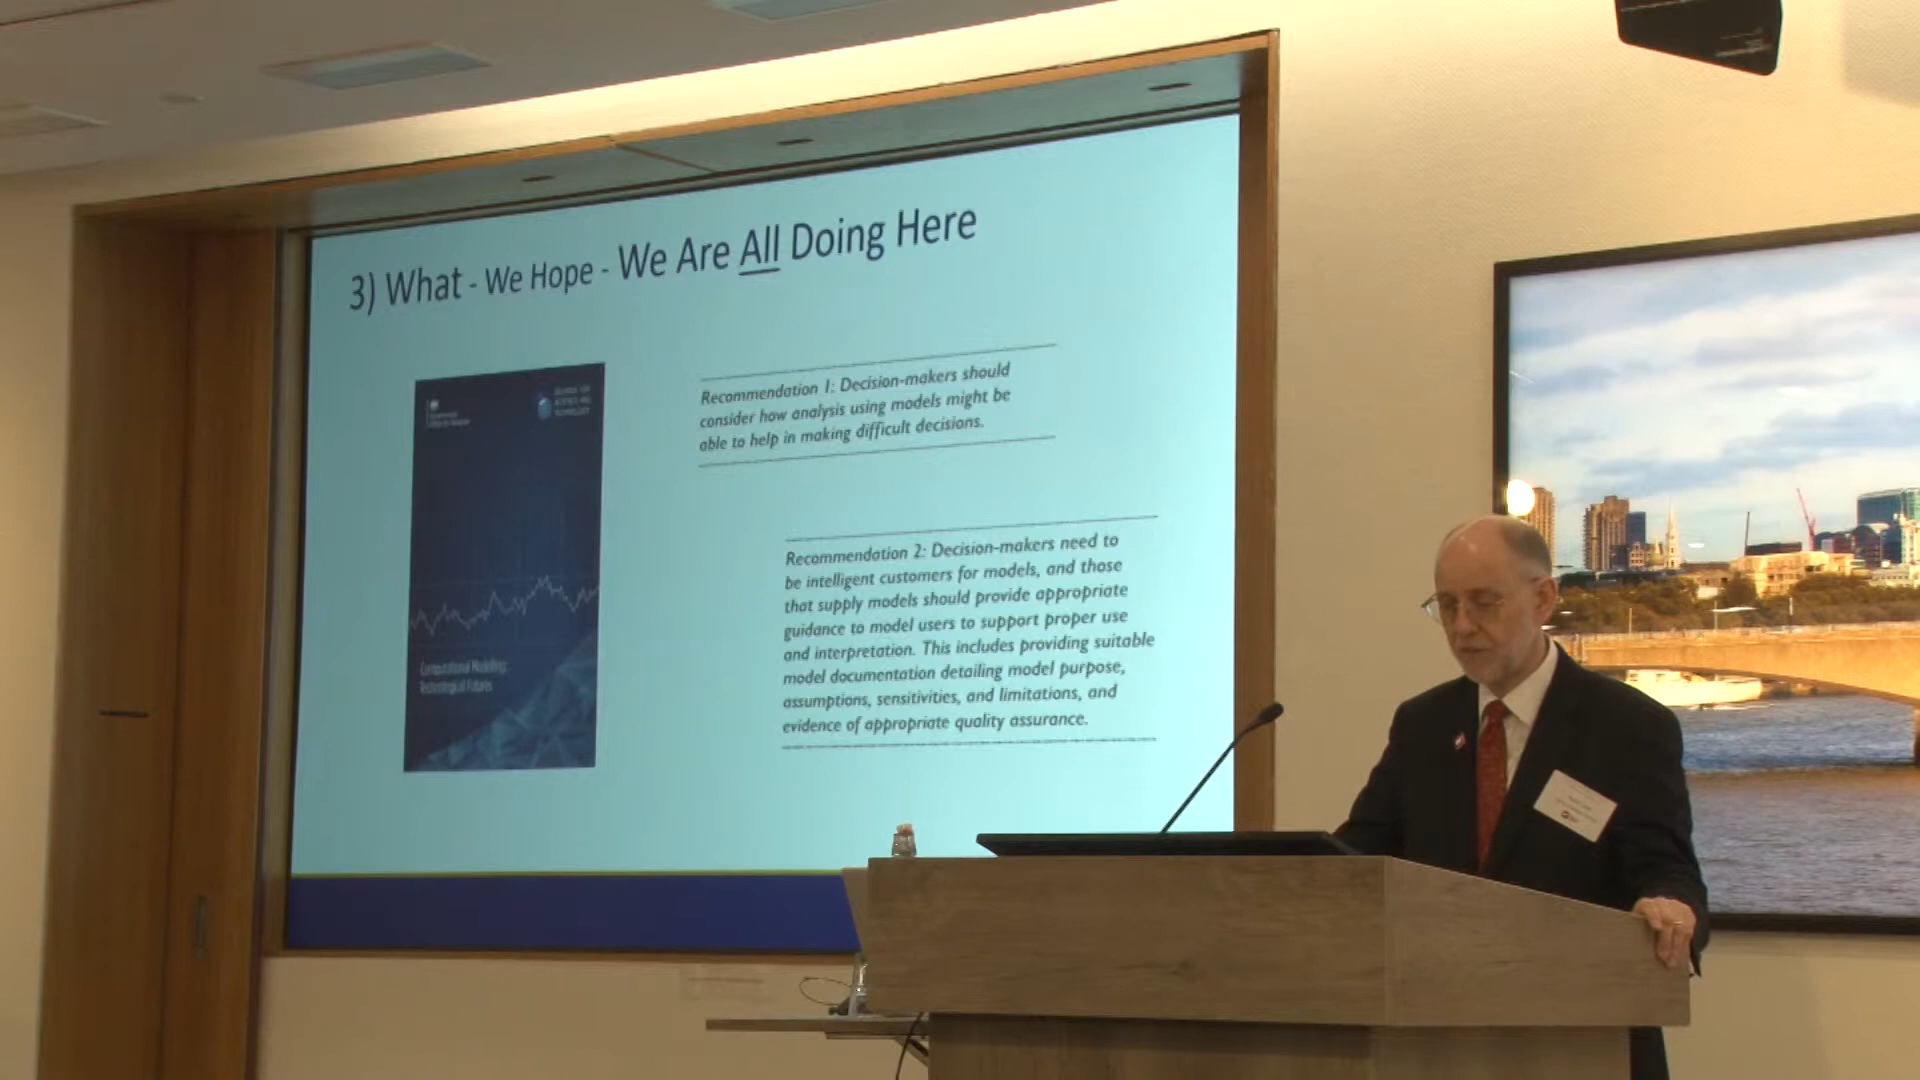 3) What - We Hope - We Are All Doing Here
Recommendation 1: Decision-makers should
consider how analysis using models might be
able to help in making difficult decisions.
Recommendation 2: Decision-makers need to
be intelligent customers for models, and those
that supply models should provide appropriate
guidance to model users to support proper use
and interpretation. This includes providing suitable
model documentation detailing model purpose,
assumptions, sensitivities, and limitations, and
evidence of appropriate quality assurance.
Computational Modelling:
Technological Futures